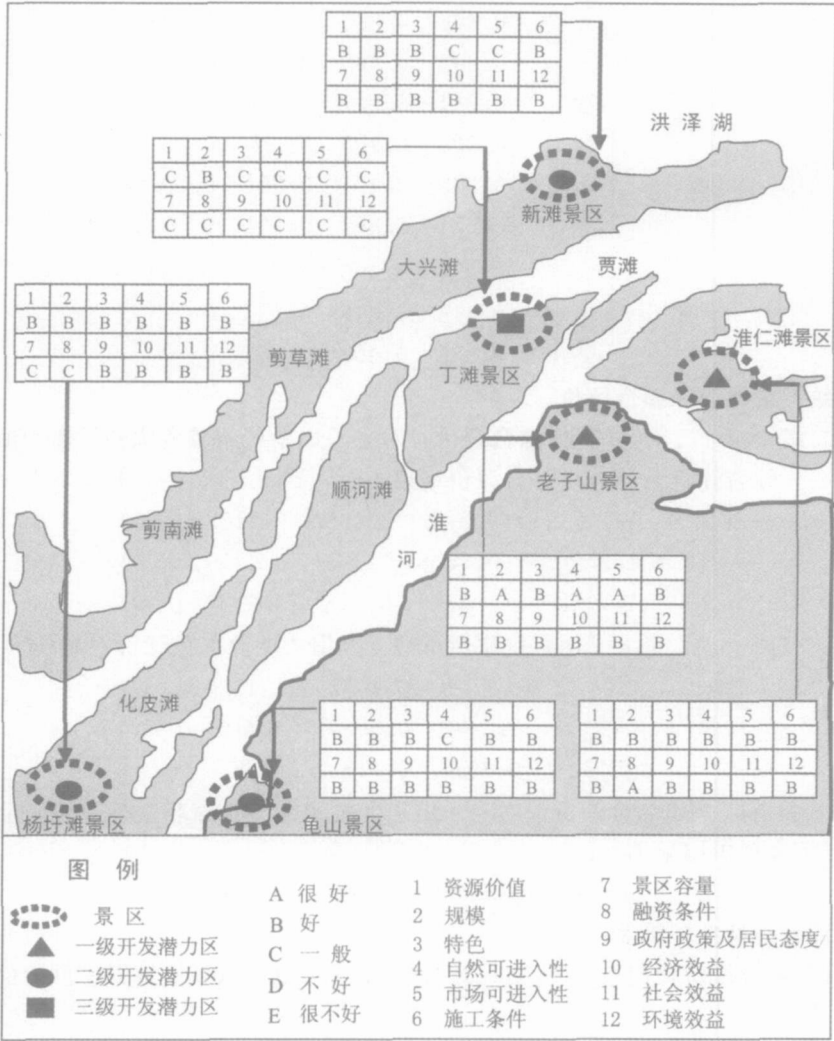 1 2 3 4 5 6
B B B C C B
7 8 9 10 11 12
B B B B B B
洪泽湖
1 2 3 4 5 6
C B C C C C
7 8 9 10 11 12
C C C C C C
新滩景区
大兴滩
贾滩
1 2 3 4 5 6
B B B B B B
7 8 9 10 11 12
C C B B B B
剪草滩
丁滩景区
淮仁滩景区
老子山景区
顺河滩
剪南滩
淮
河
1 2 3 4 5 6
B A B A A B
7 8 9 10 11 12
B B B B B B
化皮滩
1 2 3 4 5 6
B B B C B B
7 8 9 10 11 12
B B B B B B
1 2 3 4 5 6
B B B B B B
7 8 9 10 11 12
B A B B B B
杨圩滩景区
龟山景区
图 例
景 区
一级开发潜力区
二级开发潜力区
三级开发潜力区
A 很 好
B 好
C 一 般
D 不 好
E 很不好
1 资源价值
2 规模
3 特色
4 自然可进入性
5 市场可进入性
6 施工条件
7 景区容量
8 融资条件
9 政府政策及居民态度
10 经济效益
11 社会效益
12 环境效益